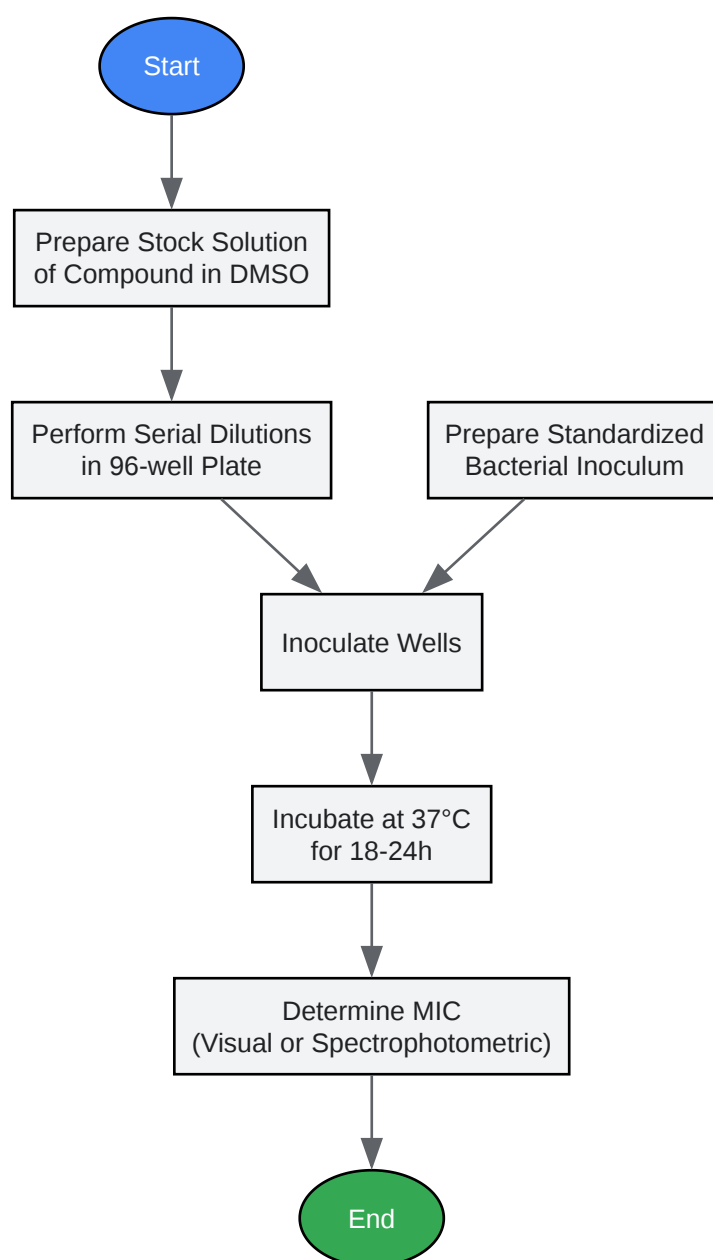 Start
Prepare Stock Solution
of Compound in DMSO
Perform Serial Dilutions
in 96-well Plate
Prepare Standardized
Bacterial Inoculum
Inoculate Wells
Incubate at 37°C
for 18-24h
Determine MIC
(Visual or Spectrophotometric)
End